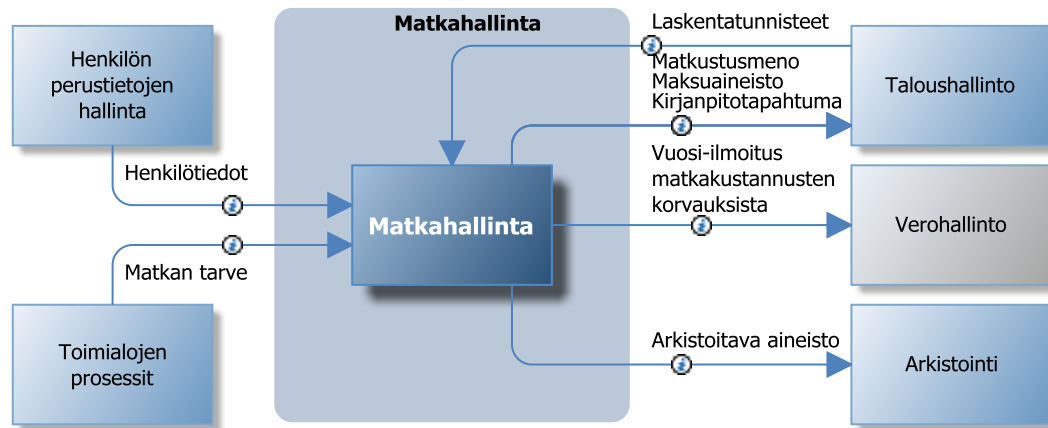 Matkahallinta
Henkilön
perustietojen
hallinta
Henkilötiedot
Matkan tarve
Toimialojen
prosessit
Matkahallinta
Laskentatunnisteet
Matkustusmeno
Maksuaineisto
Kirjanpitotapahtuma
Taloushallinto
Vuosi-ilmoitus
matkakustannusten
korvauksista
Verohallinto
Arkistoitava aineisto
Arkistointi